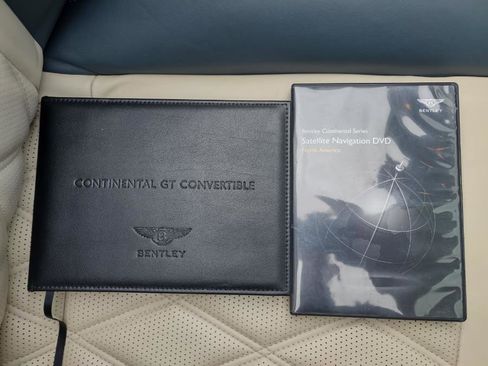 CONTINENTAL GT CONVERTIBLE
BENTLEY
BENTLEY
Bentley Continental Series
Satellite Navigation DVD
North America